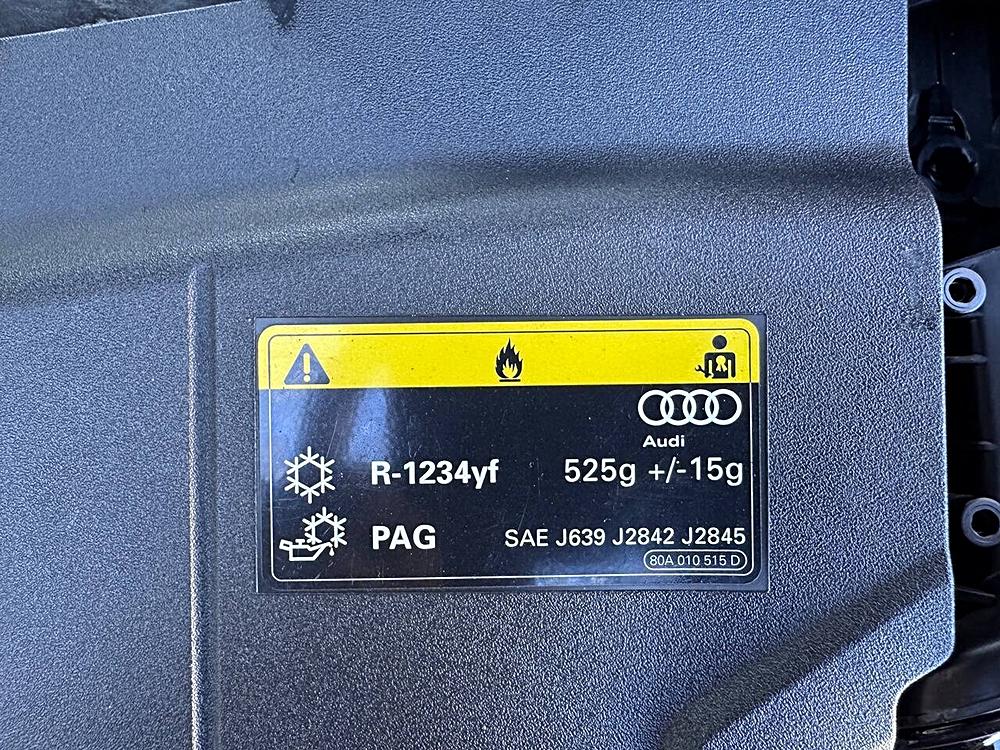 Audi
R-1234yf 525g +/-15g
PAG SAE J639 J2842 J2845
80A 010 515 D